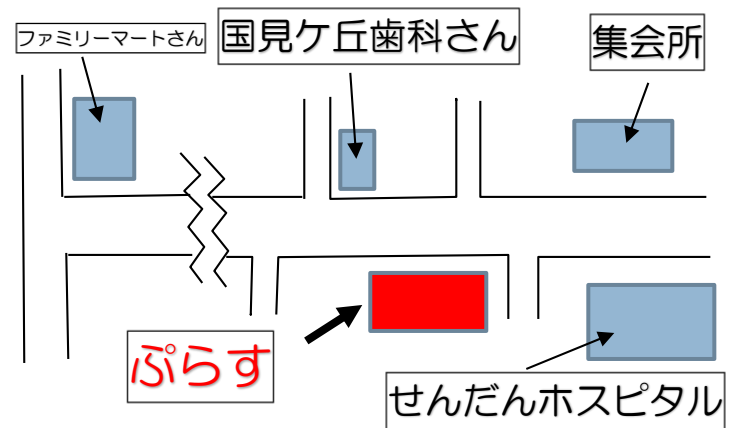 ファミリーマートさん
国見ケ丘歯科さん
集会所
ぷらす
せんだんホスピタル